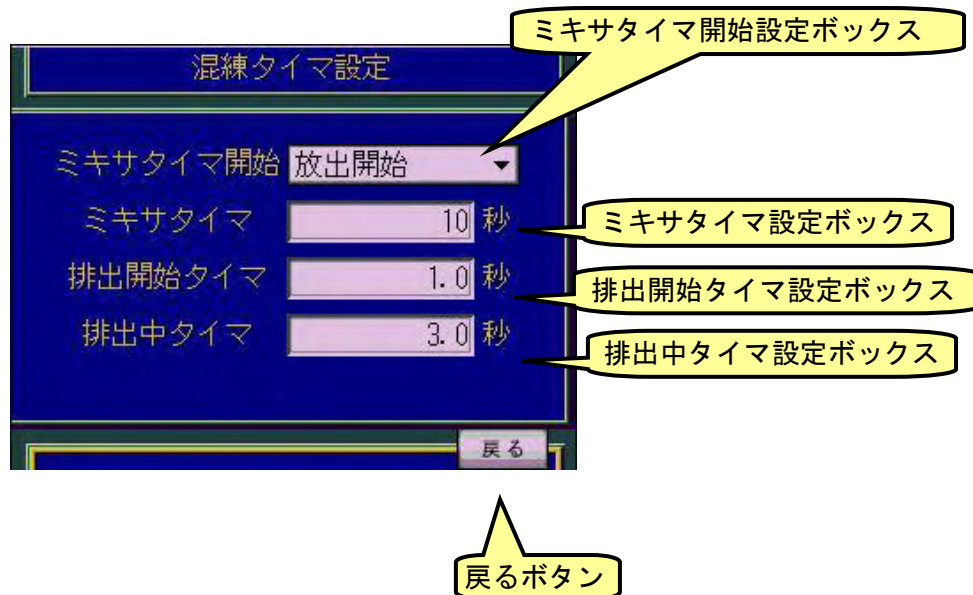 ミキサタイマ開始設定ボックス
混練タイマ設定
ミキサタイマ開始 放出開始
ミキサタイマ 10 秒
ミキサタイマ設定ボックス
排出開始タイマ 1.0 秒
排出開始タイマ設定ボックス
排出中タイマ 3.0 秒
排出中タイマ設定ボックス
戻る
戻るボタン